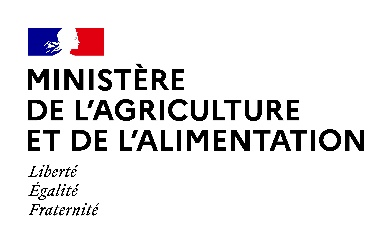 MINISTÈRE
DE L'AGRICULTURE
ET DE L'ALIMENTATION
Liberté
Égalité
Fraternité